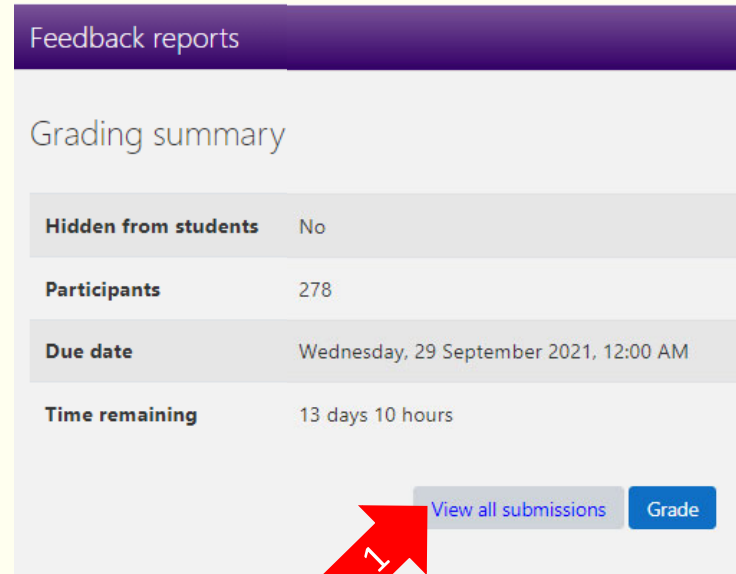 Feedback reports
Grading summary
Hidden from students No
Participants 278
Due date Wednesday, 29 September 2021, 12:00 AM
Time remaining 13 days 10 hours
View all submissions Grade
1